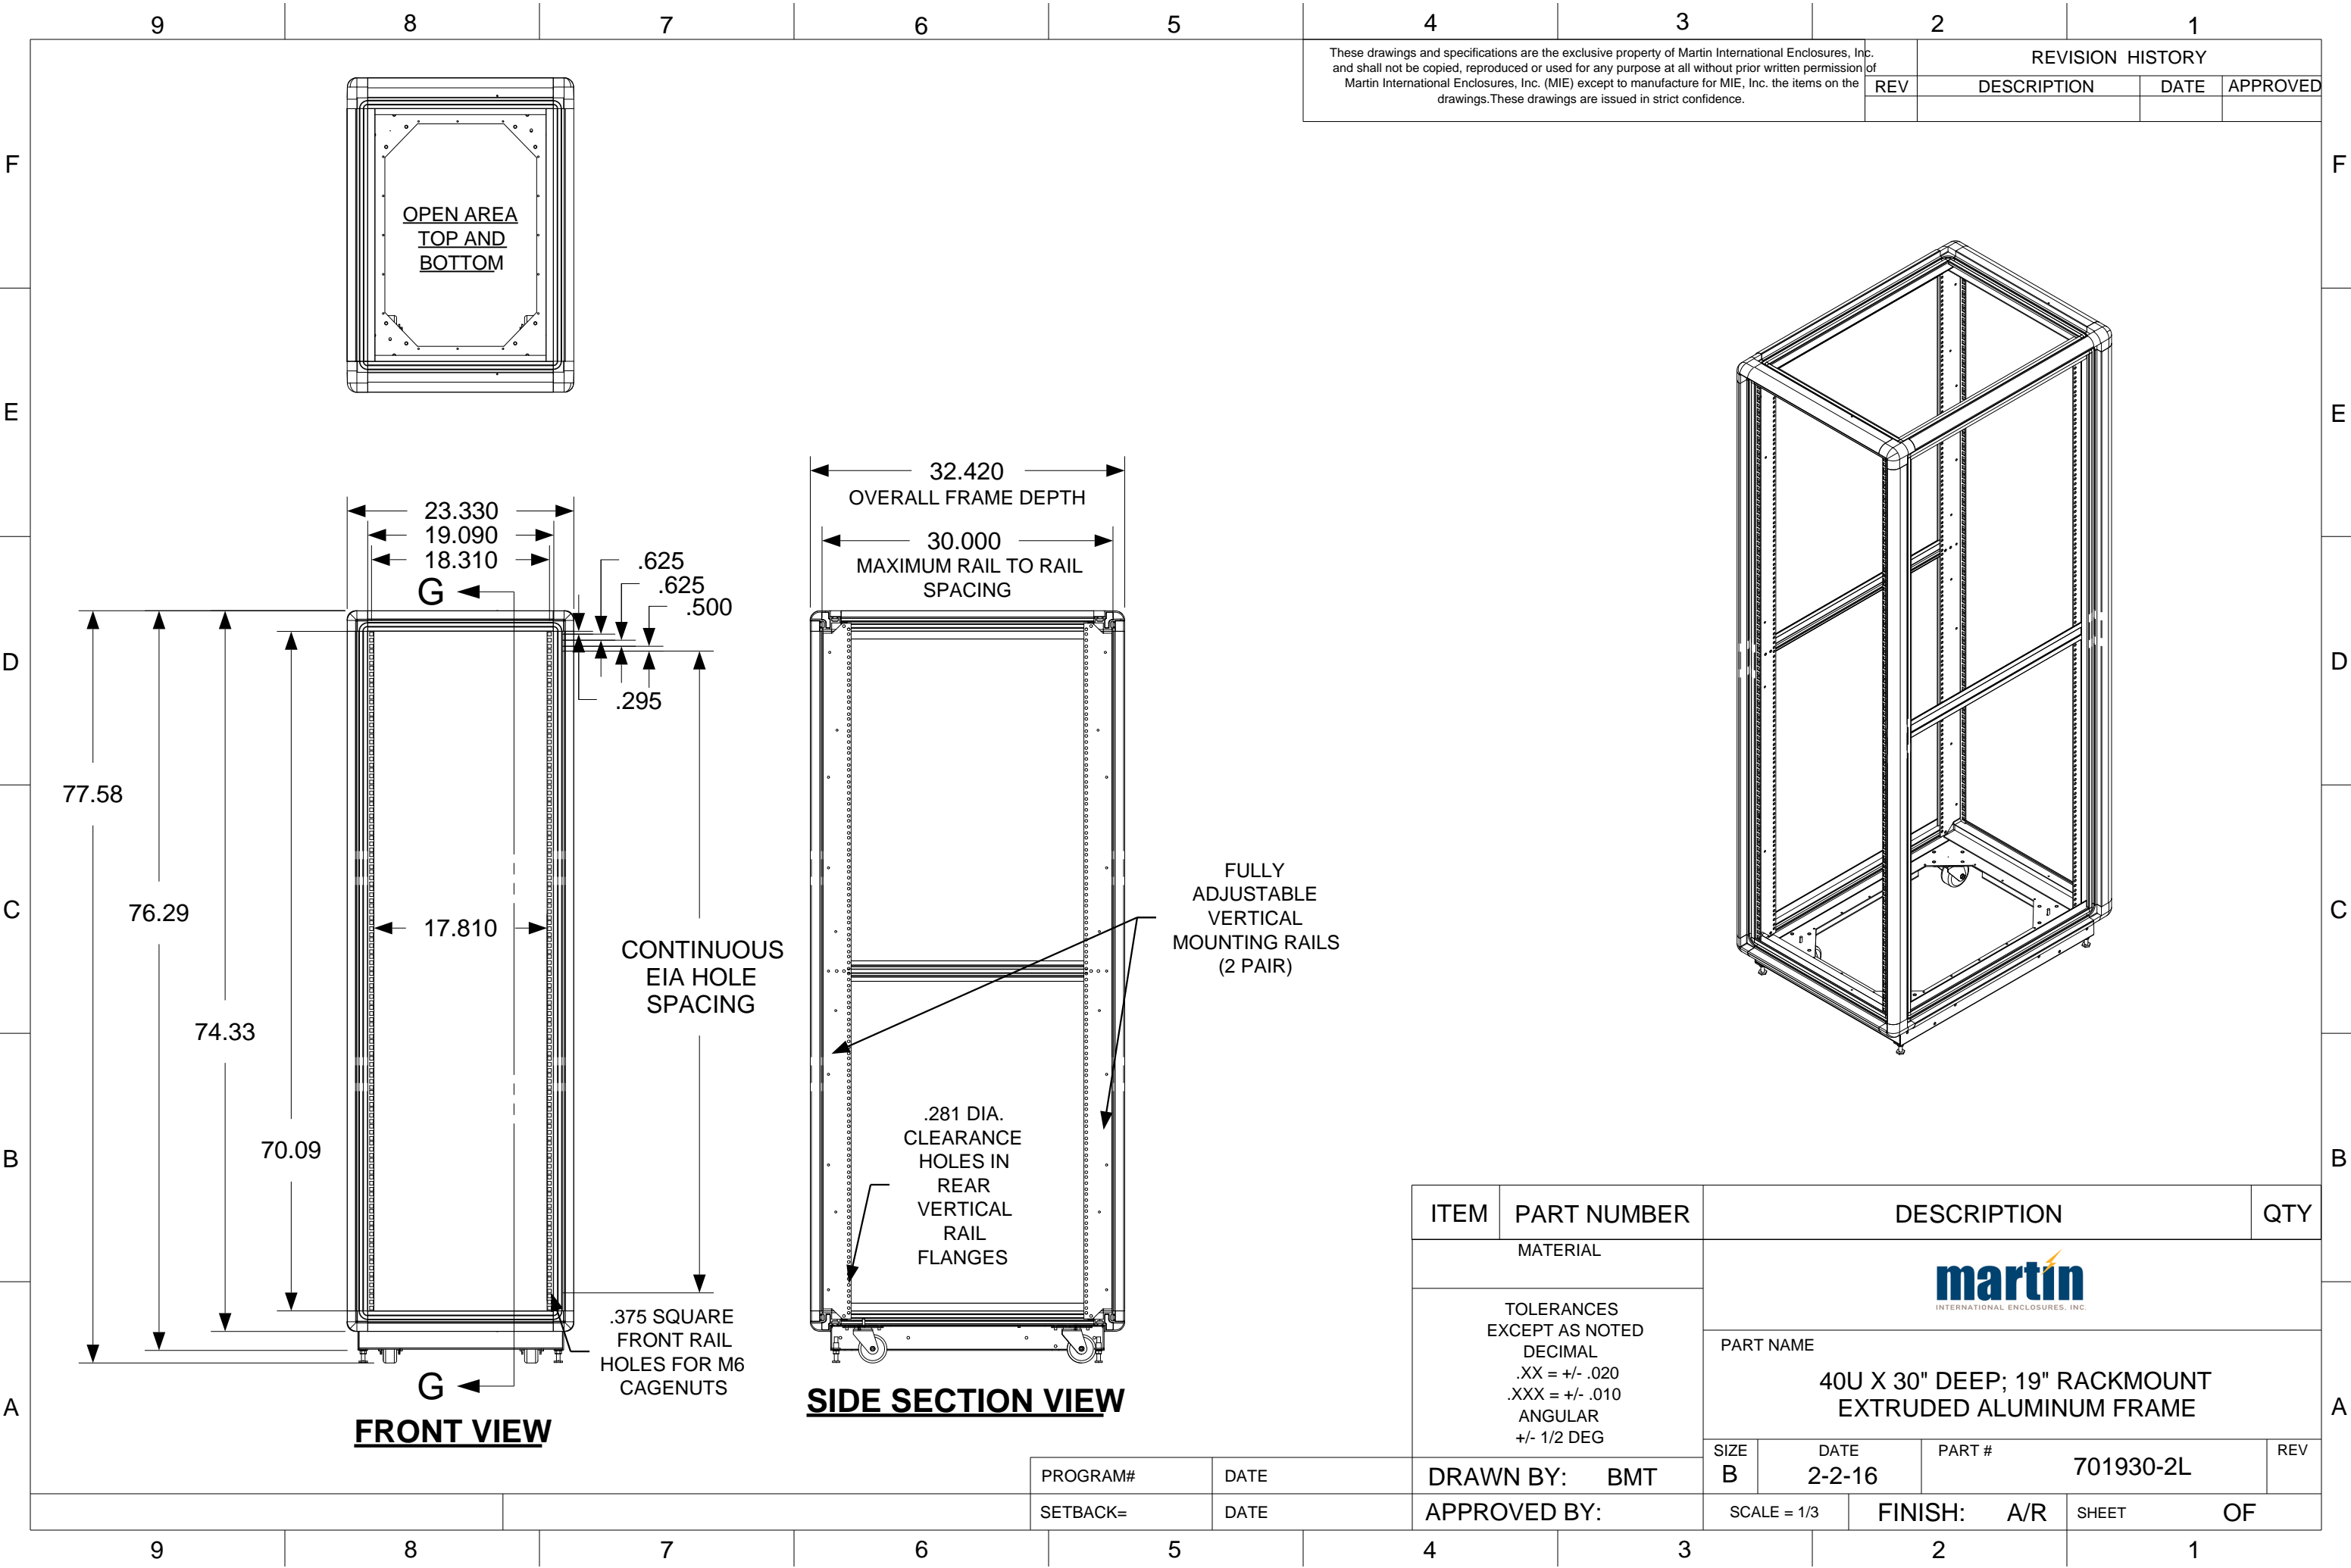 9 8 7 6 5 4 3 2 1
These drawings and specifications are the exclusive property of Martin International Enclosures, Inc.
and shall not be copied, reproduced or used for any purpose at all without prior written permission of
Martin International Enclosures, Inc. (MIE) except to manufacture for MIE, Inc. the items on the
drawings.These drawings are issued in strict confidence.
REVISION HISTORY
REV DESCRIPTION DATE APPROVED
F F
OPEN AREA
TOP AND
BOTTOM
E E
32.420
OVERALL FRAME DEPTH
30.000
MAXIMUM RAIL TO RAIL
SPACING
23.330
19.090
18.310
G
.625
.625
.500
.295
D D
77.58
76.29
74.33
70.09
17.810
CONTINUOUS
EIA HOLE
SPACING
FULLY
ADJUSTABLE
VERTICAL
MOUNTING RAILS
(2 PAIR)
C C
.281 DIA.
CLEARANCE
HOLES IN
REAR
VERTICAL
RAIL
FLANGES
B B
.375 SQUARE
FRONT RAIL
HOLES FOR M6
CAGENUTS
G
FRONT VIEW
SIDE SECTION VIEW
A A
ITEM PART NUMBER DESCRIPTION QTY
MATERIAL
martin
INTERNATIONAL ENCLOSURES, INC.
TOLERANCES
EXCEPT AS NOTED
DECIMAL
.XX = +/- .020
.XXX = +/- .010
ANGULAR
+/- 1/2 DEG
PART NAME
40U X 30" DEEP; 19" RACKMOUNT
EXTRUDED ALUMINUM FRAME
SIZE DATE PART # REV
B 2-2-16 701930-2L
PROGRAM# DATE DRAWN BY: BMT
SETBACK= DATE APPROVED BY: SCALE = 1/3 FINISH: A/R SHEET OF
9 8 7 6 5 4 3 2 1